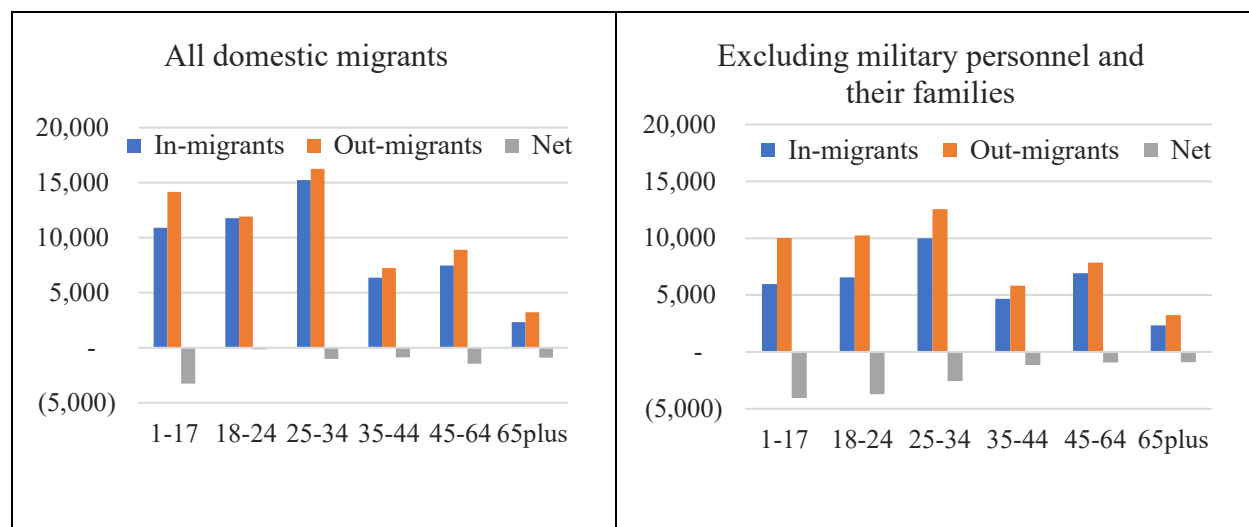 All domestic migrants
20,000
In-migrants Out-migrants Net
15,000
10,000
5,000
-
(5,000)
1-17 18-24 25-34 35-44 45-64 65plus
Excluding military personnel and
their families
20,000
In-migrants Out-migrants Net
15,000
10,000
5,000
-
(5,000)
1-17 18-24 25-34 35-44 45-64 65plus